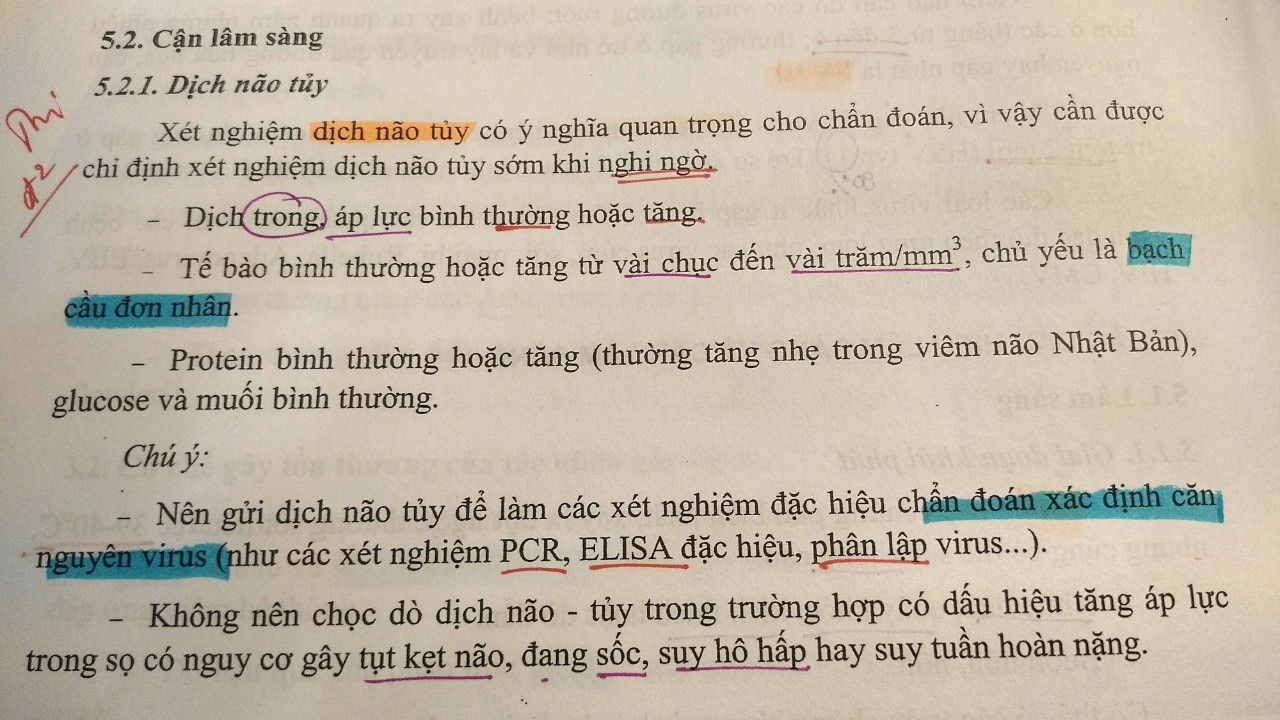 5.2. Cận lâm sàng
5.2.1. Dịch não tủy
Xét nghiệm dịch não tủy có ý nghĩa quan trọng cho chẩn đoán, vì vậy cần được
chỉ định xét nghiệm dịch não tủy sớm khi nghi ngờ.
– Dịch trong, áp lực bình thường hoặc tăng.
– Tế bào bình thường hoặc tăng từ vài chục đến vài trăm/mm³, chủ yếu là bạch
cầu đơn nhân.
– Protein bình thường hoặc tăng (thường tăng nhẹ trong viêm não Nhật Bản),
glucose và muối bình thường.
Chú ý:
– Nên gửi dịch não tủy để làm các xét nghiệm đặc hiệu chẩn đoán xác định căn
nguyên virus (như các xét nghiệm PCR, ELISA đặc hiệu, phân lập virus...).
– Không nên chọc dò dịch não - tủy trong trường hợp có dấu hiệu tăng áp lực
trong sọ có nguy cơ gây tụt kẹt não, đang sốc, suy hô hấp hay suy tuần hoàn nặng.